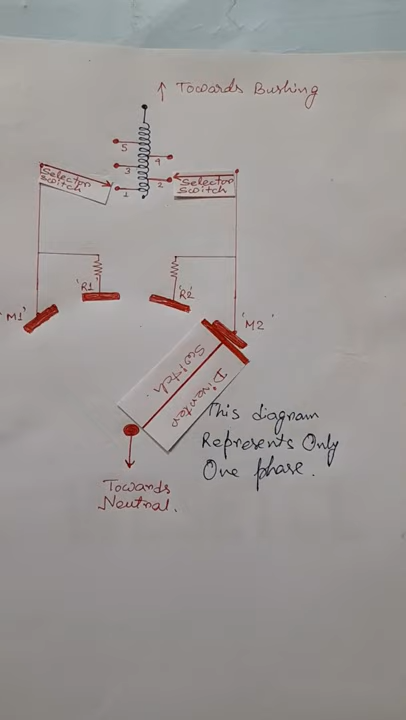 ↑ Towards Bushing
5
4
3
2
1
Selector
Switch
Selector
Switch
'R1'
'R2'
'M1'
'M2'
Diverter
Switch.
This diagram
Represents Only
One phase.
Towards
Neutral.